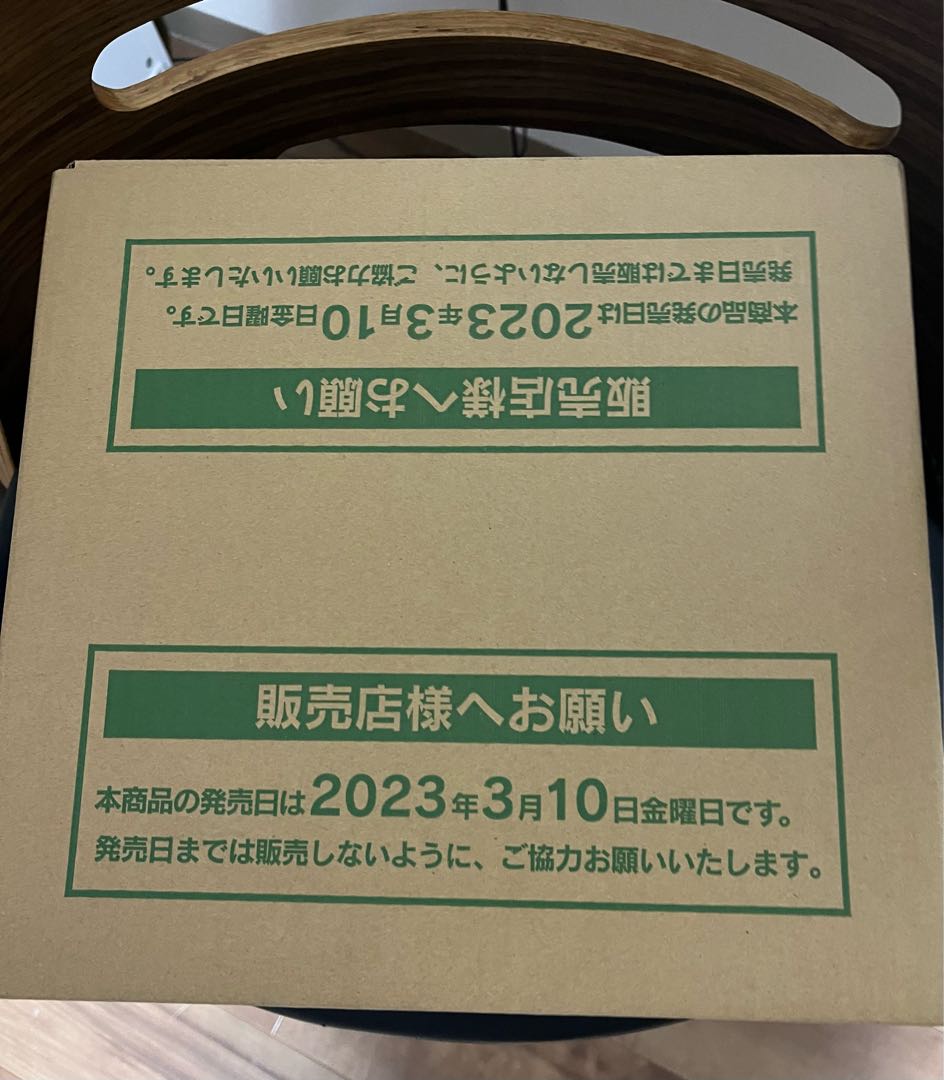 発売日までは販売しないように、ご協力お願いいたします。
本商品の発売日は2023年3月10日金曜日です。
販売店様へお願い
販売店様へお願い
本商品の発売日は2023年3月10日金曜日です。
発売日までは販売しないように、ご協力お願いいたします。